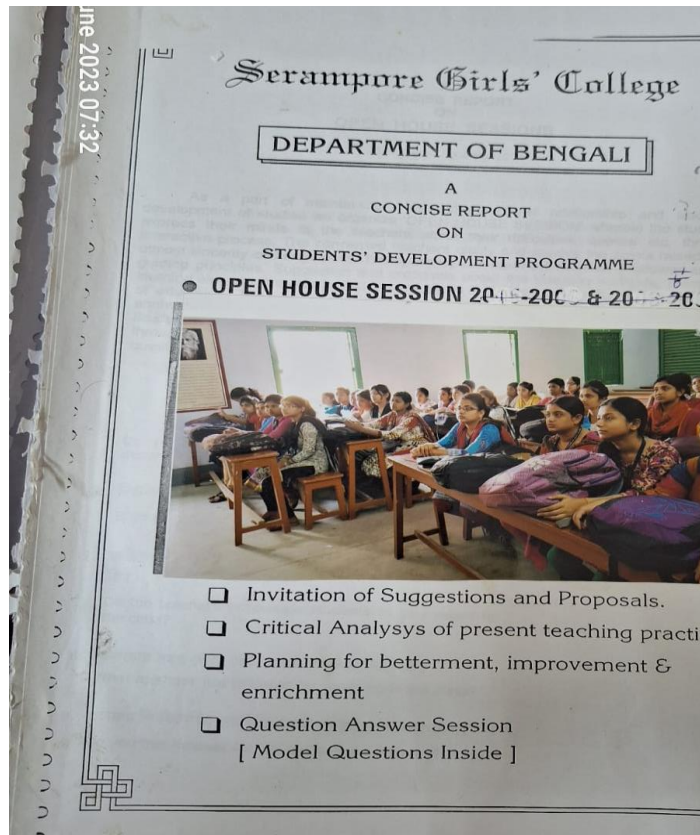 June 2023 07:32
Serampore Girls' College
DEPARTMENT OF BENGALI
A
CONCISE REPORT
ON
STUDENTS' DEVELOPMENT PROGRAMME
OPEN HOUSE SESSION
❑ Invitation of Suggestions and Proposals.
❑ Critical Analysys of present teaching
❑ Planning for betterment, improvement &
enrichment
❑ Question Answer Session
[ Model Questions Inside ]